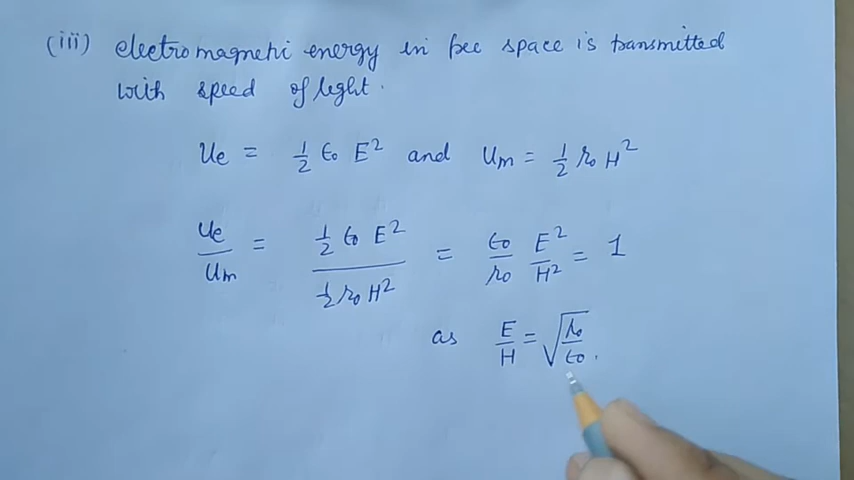 (iii) electromagneti energy in free space is transmitted
with speed of light.
Ue = 1/2 ϵ0 E² and Um = 1/2 μ0 H²
Ue/Um = (1/2 ϵ0 E²)/(1/2 μ0 H²) = ϵ0/μ0 E²/H² = 1
as E/H = √(μ0/ϵ0).